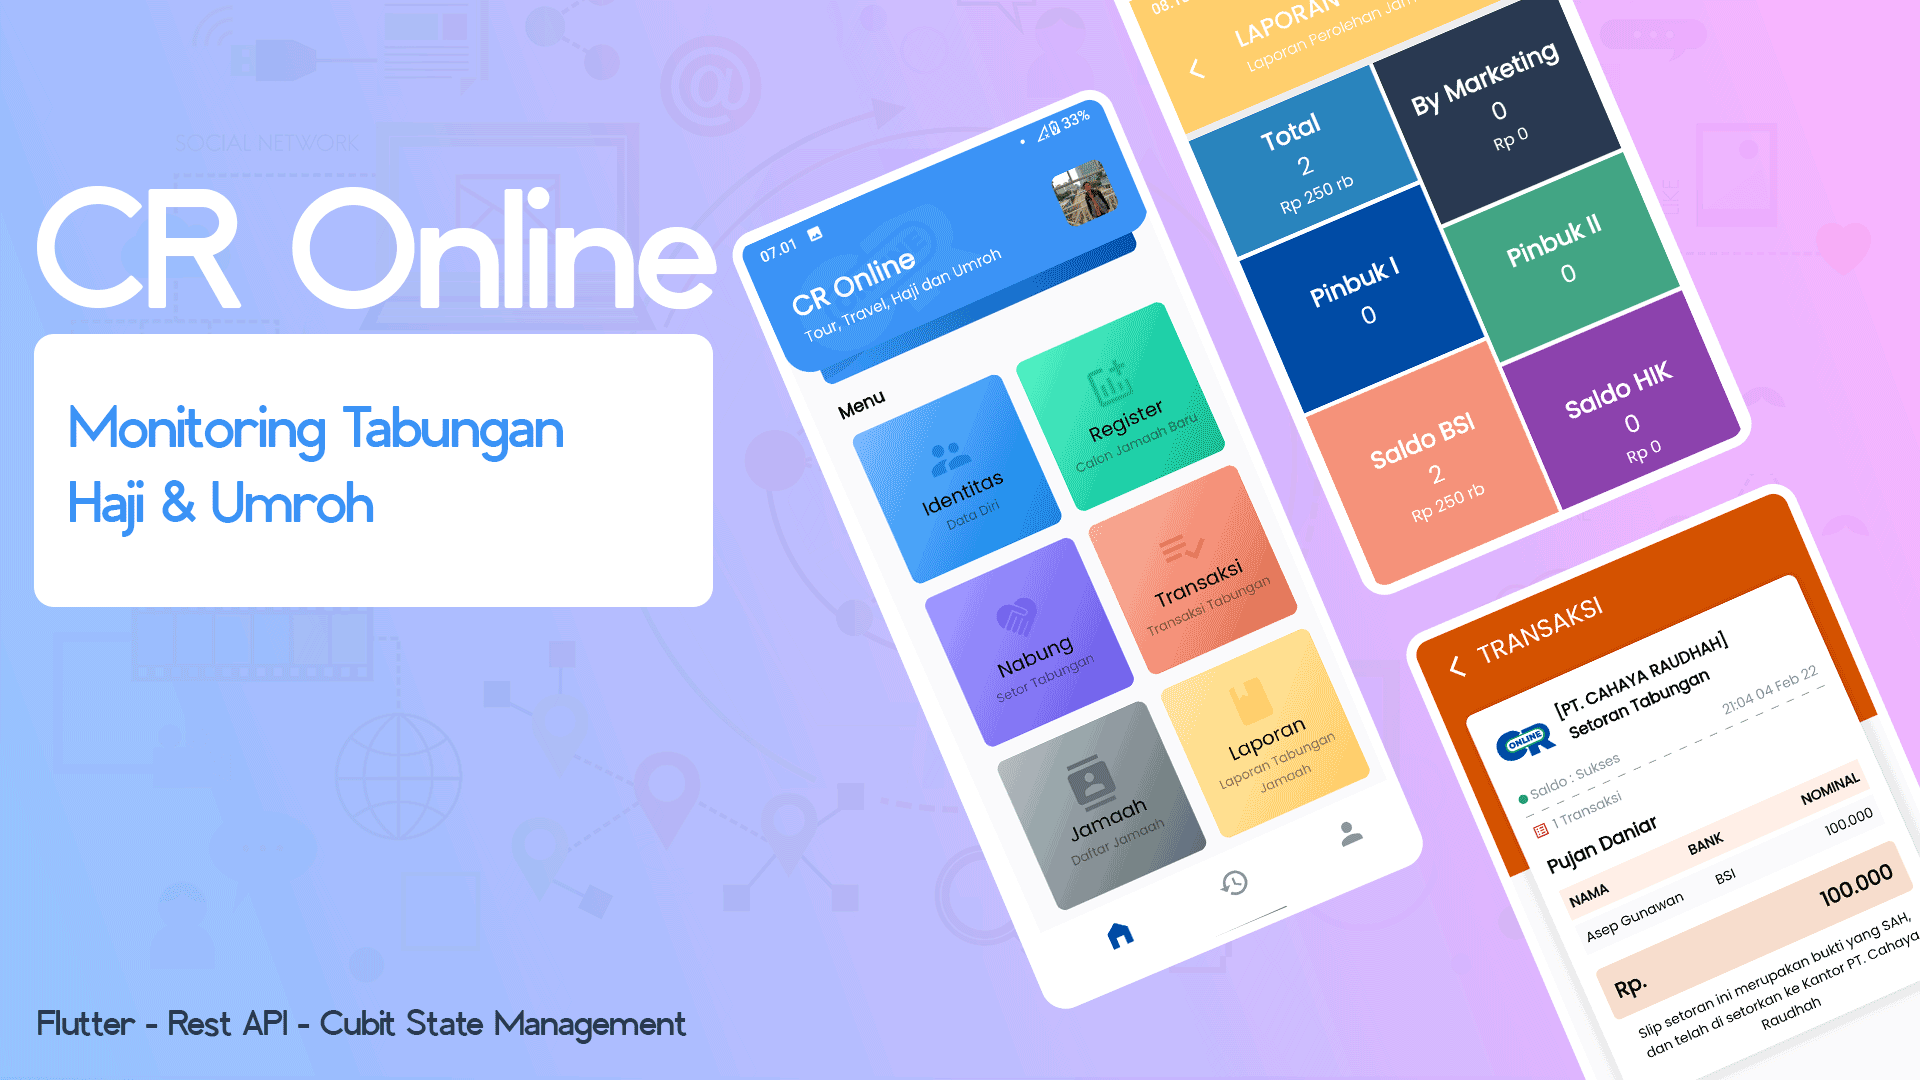 SOCIAL NETWORK
CR Online
Monitoring Tabungan
Haji & Umroh
Flutter - Rest API - Cubit State Management
07.01
33%
CR Online
Tour, Travel, Haji dan Umroh
Menu
Identitas
Data Diri
Register
Calon Jamaah Baru
Nabung
Setor Tabungan
Transaksi
Transaksi Tabungan
Jamaah
Daftar Jamaah
Laporan
Laporan Tabungan
Jamaah
LAPORAN
Laporan Perolehan
Total
2
Rp 250 rb
By Marketing
0
Rp 0
Pinbuk I
0
Pinbuk II
0
Saldo BSI
2
Rp 250 rb
Saldo HIK
0
Rp 0
TRANSAKSI
ONLINE
[PT. CAHAYA RAUDHAH]
Setoran Tabungan
21:04 04 Feb 22
Saldo : Sukses
1 Transaksi
Pujan Daniar
NAMA BANK NOMINAL
Asep Gunawan BSI 100.000
Rp. 100.000
Slip setoran ini merupakan bukti yang SAH,
dan telah di setorkan ke Kantor PT. Cahaya
Raudhah